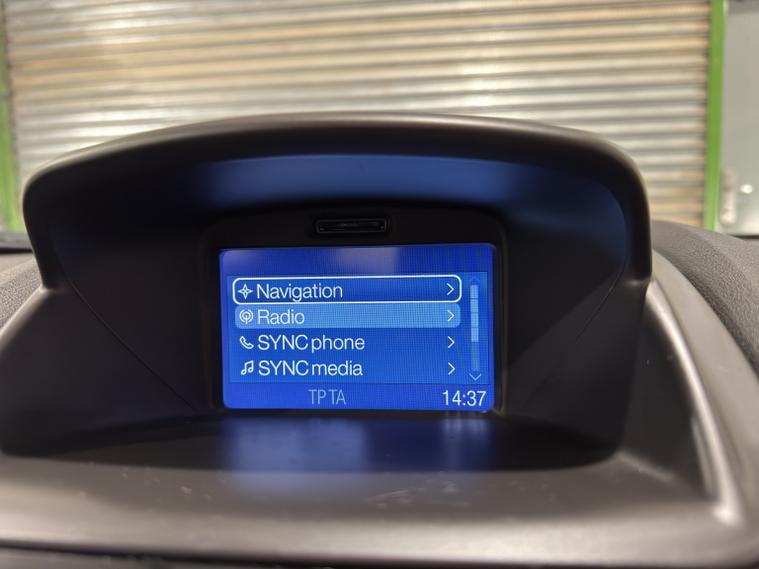 Navigation
Radio
SYNC phone
SYNC media
TP TA 14:37